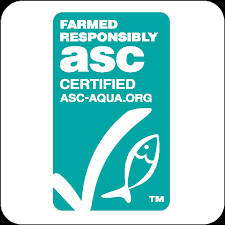 FARMED
RESPONSIBLY
asc
CERTIFIED
ASC-AQUA.ORG
TM